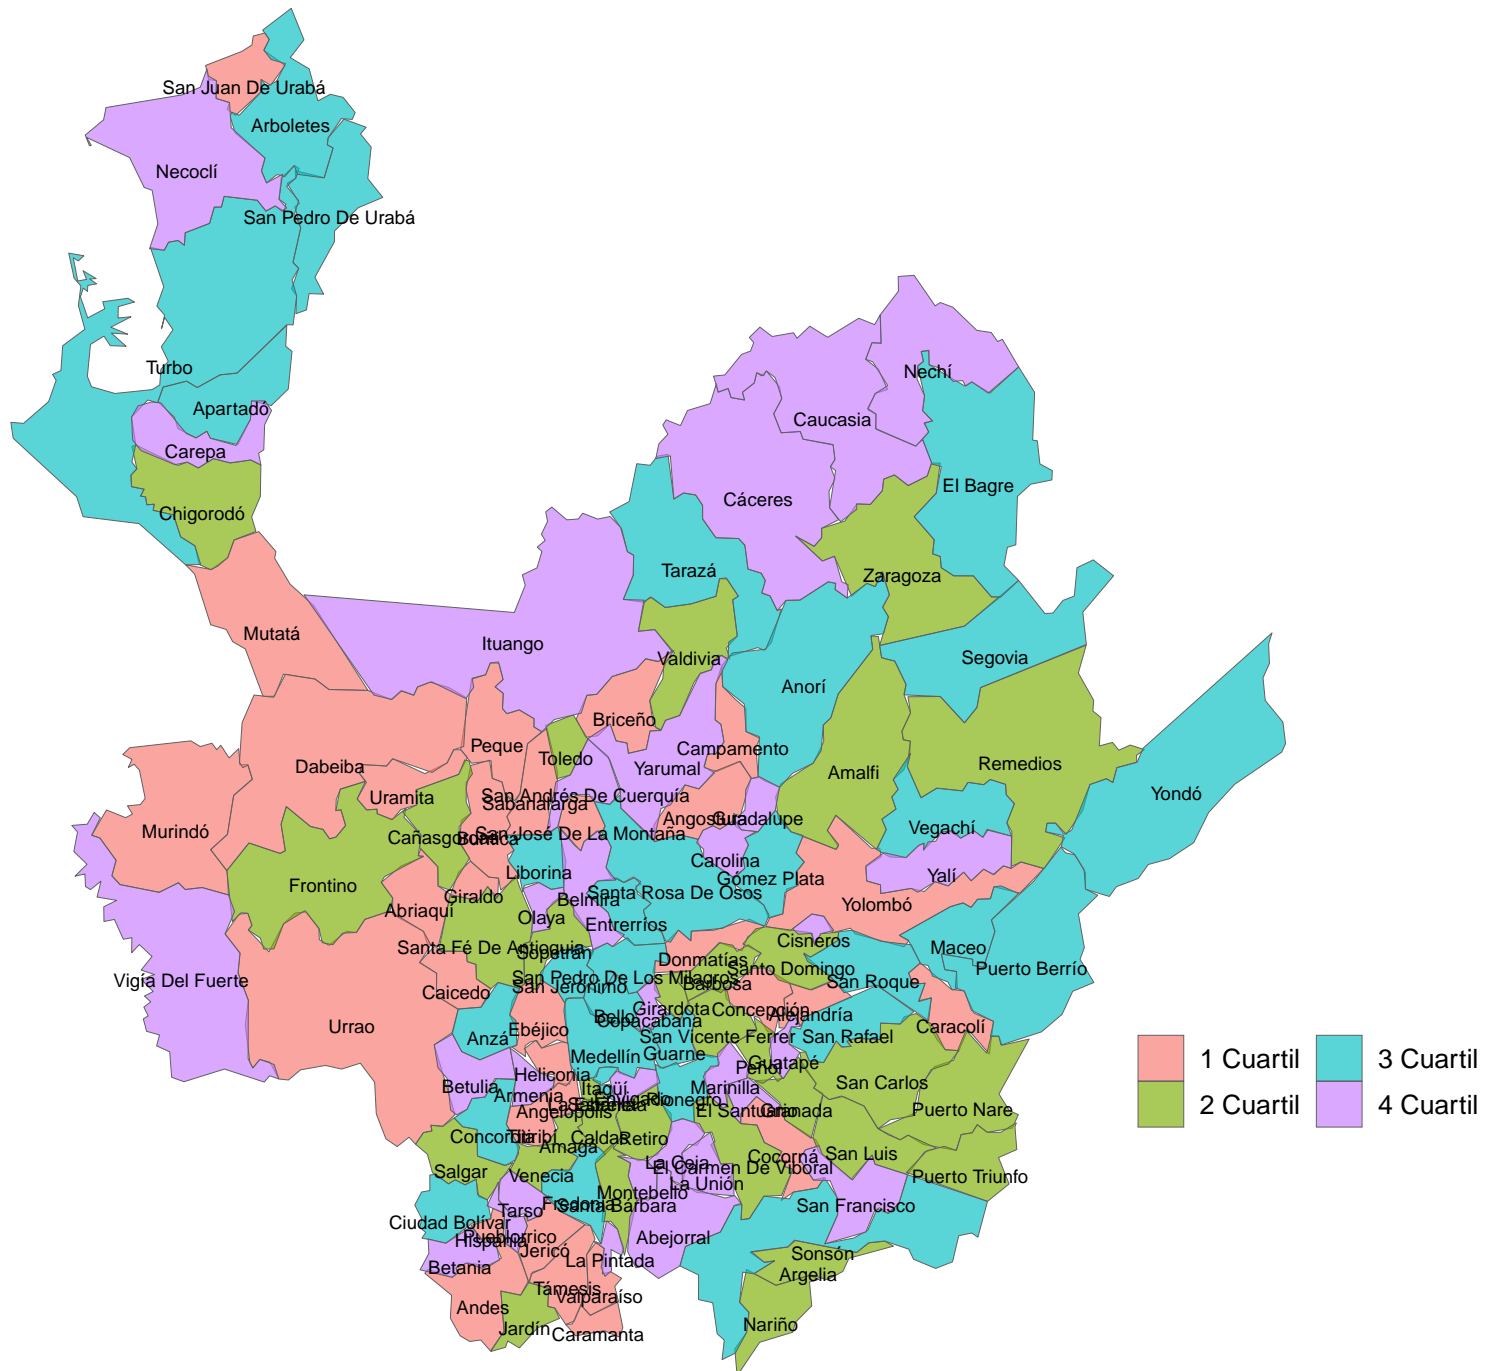 San Juan De Urabá
Arboletes
Necoclí
San Pedro De Urabá
Turbo
Apartadó
Carepa
Chigorodó
Nechí
Caucasia
Cáceres
El Bagre
Tarazá
Zaragoza
Mutatá
Ituango
Valdivia
Segovia
Anorí
Briceño
Peque
Toledo
Campamento
Yarumal
Dabeiba
Amalfi
Remedios
Yondó
Uramita
San Andrés De Cuerquía
Sabanalarga
Angostura
Guadalupe
Murindó
Cañasgordas
Buriticá
San José De La Montaña
Vegachí
Carolina
Liborina
Gómez Plata
Yalí
Frontino
Giraldo
Santa Rosa De Osos
Belmira
Abriaquí
Olaya
Entrerríos
Yolombó
Santa Fé De Antioquia
Sopetrán
Cisneros
Maceo
Donmatías
Santo Domingo
Puerto Berrío
Vigía Del Fuerte
San Pedro De Los Milagros
Barbosa
San Roque
Caicedo
San Jerónimo
Girardota
Concepción
Alejandría
Urrao
Anzá
Ebéjico
Bello
Copacabana
San Vicente Ferrer
San Rafael
Caracolí
Medellín
Guarne
Guatapé
Peñol
Heliconia
Betulia
Armenia
Itagüí
Marinilla
San Carlos
Envigado
Rionegro
La Estrella
Sabaneta
Angelópolis
El Santuario
Granada
Puerto Nare
Concordia
Titiribí
Caldas
Retiro
Amagá
Cocorná
San Luis
Salgar
Venecia
La Ceja
El Carmen De Viboral
La Unión
Puerto Triunfo
Montebello
Fredonia
Santa Bárbara
San Francisco
Tarso
Ciudad Bolívar
Pueblorrico
Hispania
Abejorral
Jericó
La Pintada
Sonsón
Betania
Argelia
Támesis
Valparaíso
Andes
Jardín
Caramanta
Nariño
1 Cuartil
2 Cuartil
3 Cuartil
4 Cuartil